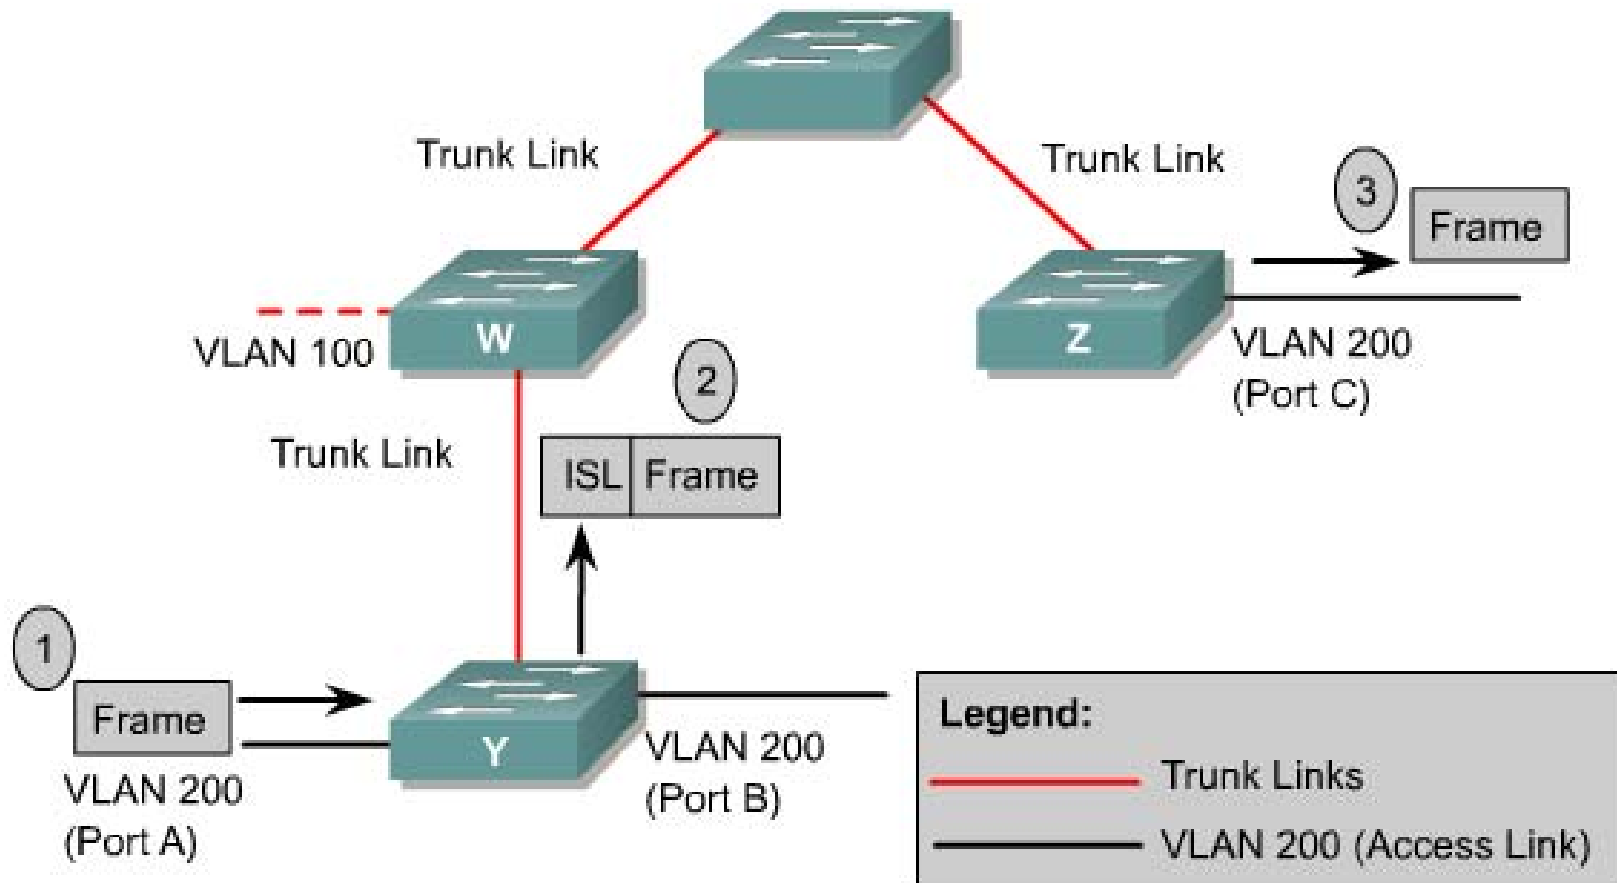 Trunk Link
Trunk Link
3
Frame
W
Z
VLAN 100
VLAN 200
(Port C)
2
Trunk Link
ISL
Frame
1
Frame
Y
VLAN 200
(Port B)
VLAN 200
(Port A)
Legend:
Trunk Links
VLAN 200 (Access Link)